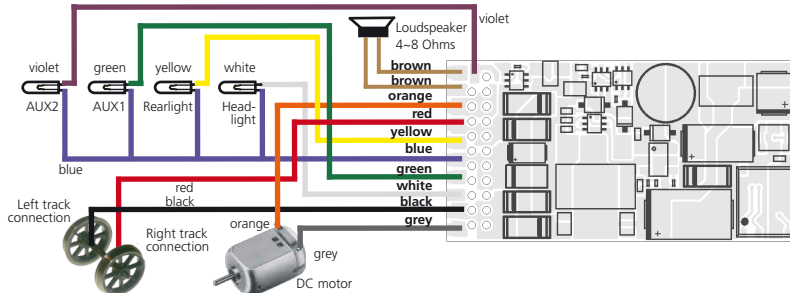 violet
Loudspeaker
4~8 Ohms
violet
green
yellow
white
AUX2
AUX1
Rearlight
Head-
light
brown
brown
orange
red
yellow
blue
green
white
black
grey
blue
red
black
Left track
connection
Right track
connection
orange
grey
DC motor
+
+
+
+